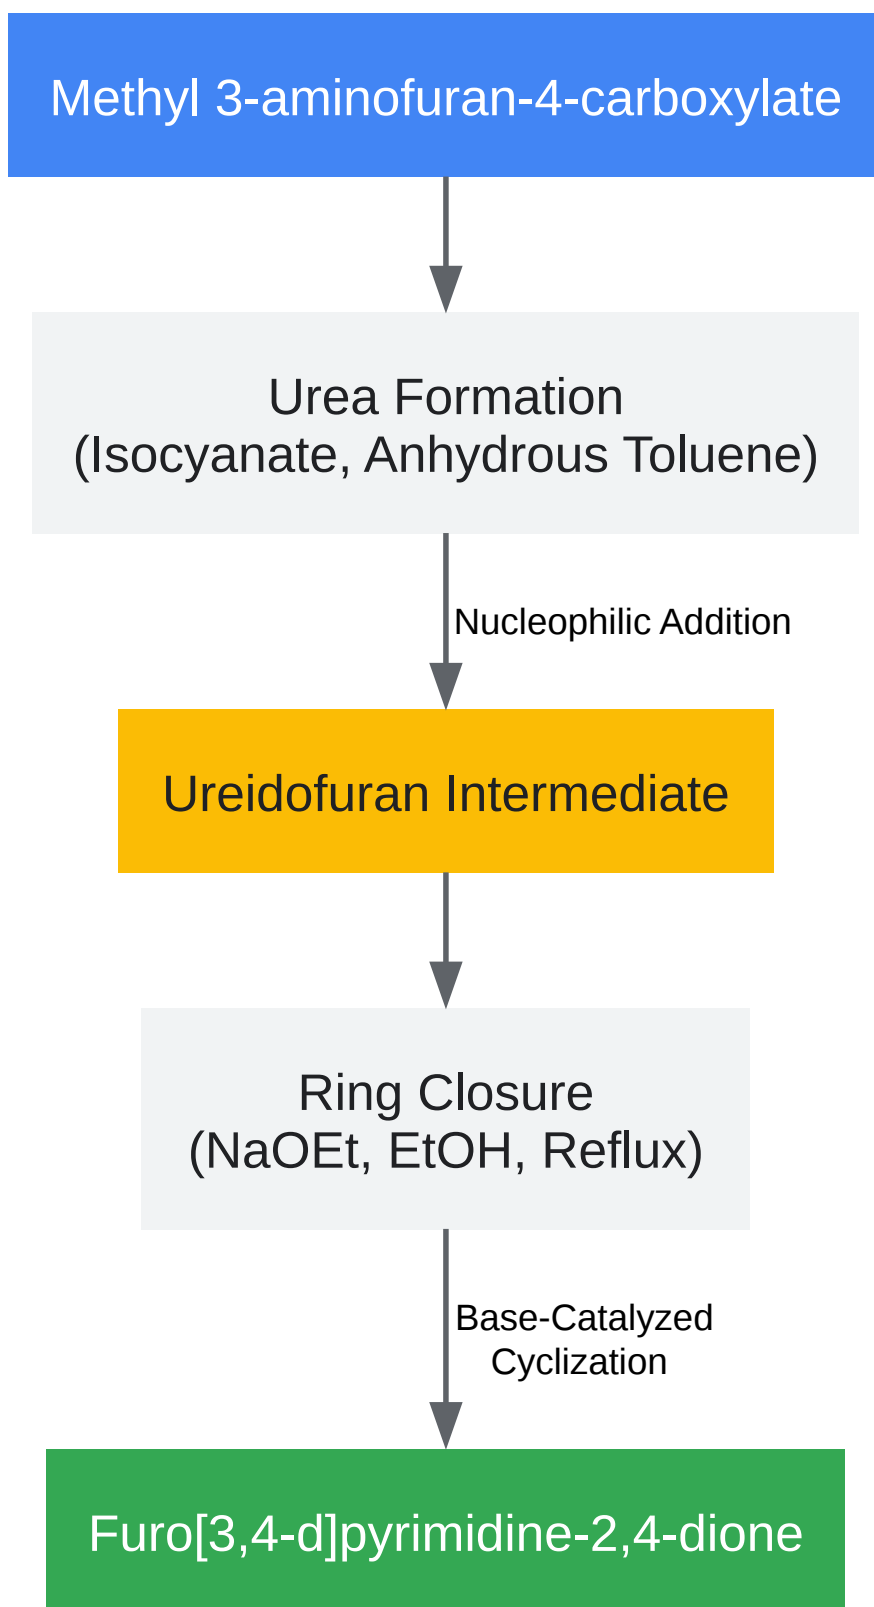 Methyl 3-aminofuran-4-carboxylate
Urea Formation
(Isocyanate, Anhydrous Toluene)
Nucleophilic Addition
Ureidofuran Intermediate
Ring Closure
(NaOEt, EtOH, Reflux)
Base-Catalyzed
Cyclization
Furo[3,4-d]pyrimidine-2,4-dione